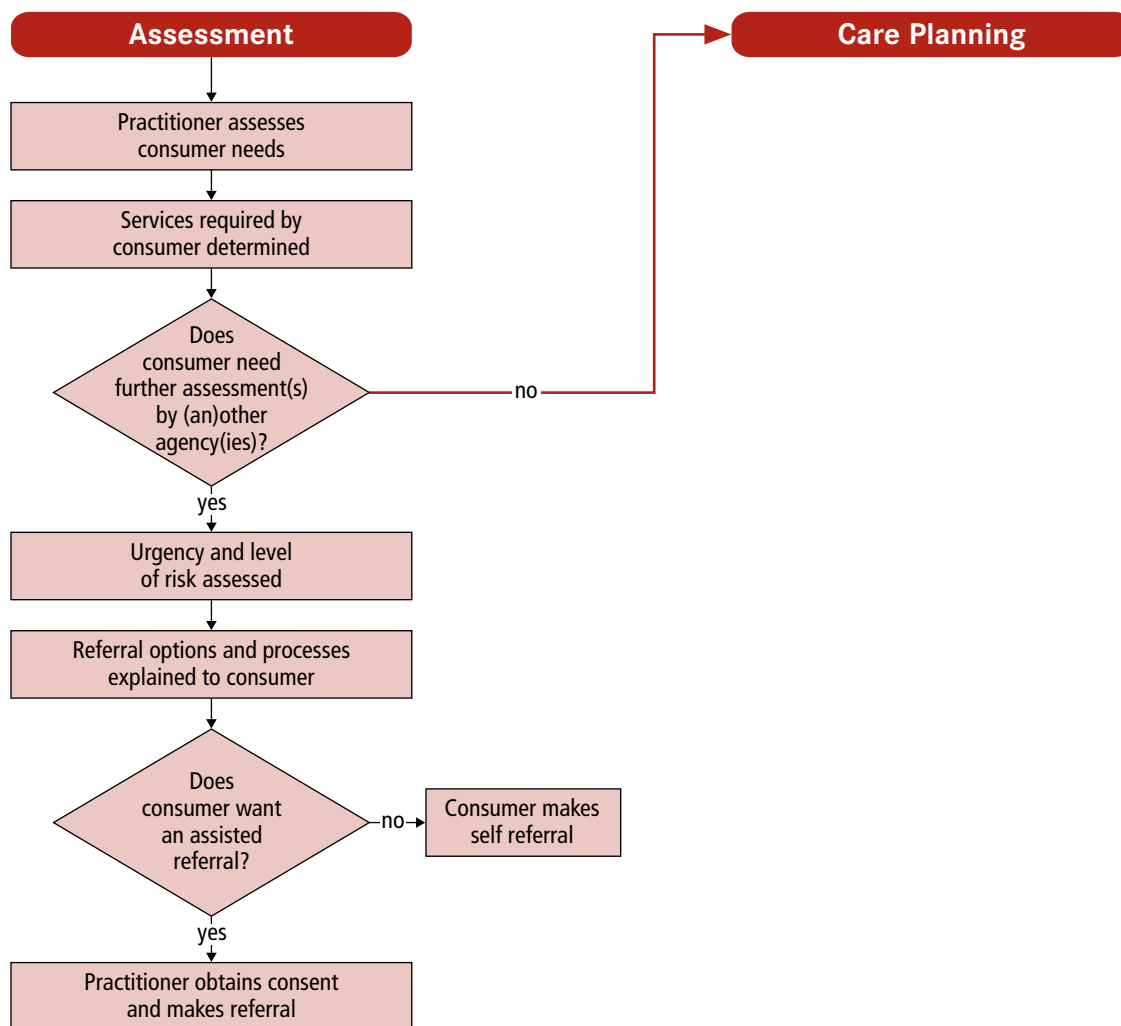 Assessment
Care Planning
Practitioner assesses
consumer needs
Services required by
consumer determined
Does
consumer need
further assessment(s)
by (an)other
agency(ies)?
no
yes
Urgency and level
of risk assessed
Referral options and processes
explained to consumer
Does
consumer want
an assisted
referral?
no
Consumer makes
self referral
yes
Practitioner obtains consent
and makes referral